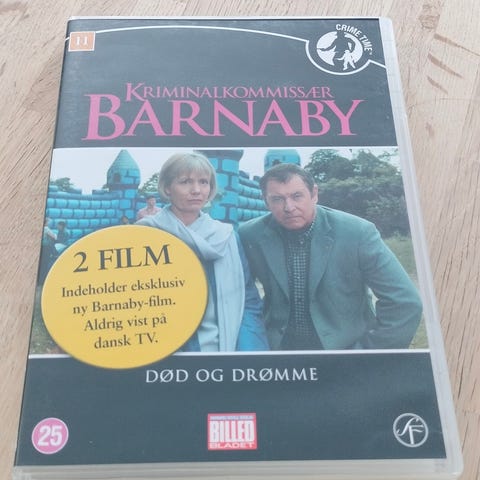 11
CRIME TIME
KRIMINALKOMMISSÆR
BARNABY
2 FILM
Indeholder eksklusiv
ny Barnaby-film.
Aldrig vist på
dansk TV.
DØD OG DRØMME
25
BILLED
BLADET
SF